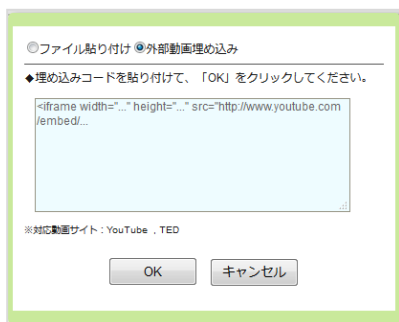 ファイル貼り付け 外部動画埋め込み
◆埋め込みコードを貼り付けて、「OK」をクリックしてください。
<iframe width="..." height="..." src="http://www.youtube.com
/embed/...
※対応動画サイト：YouTube , TED
OK キャンセル